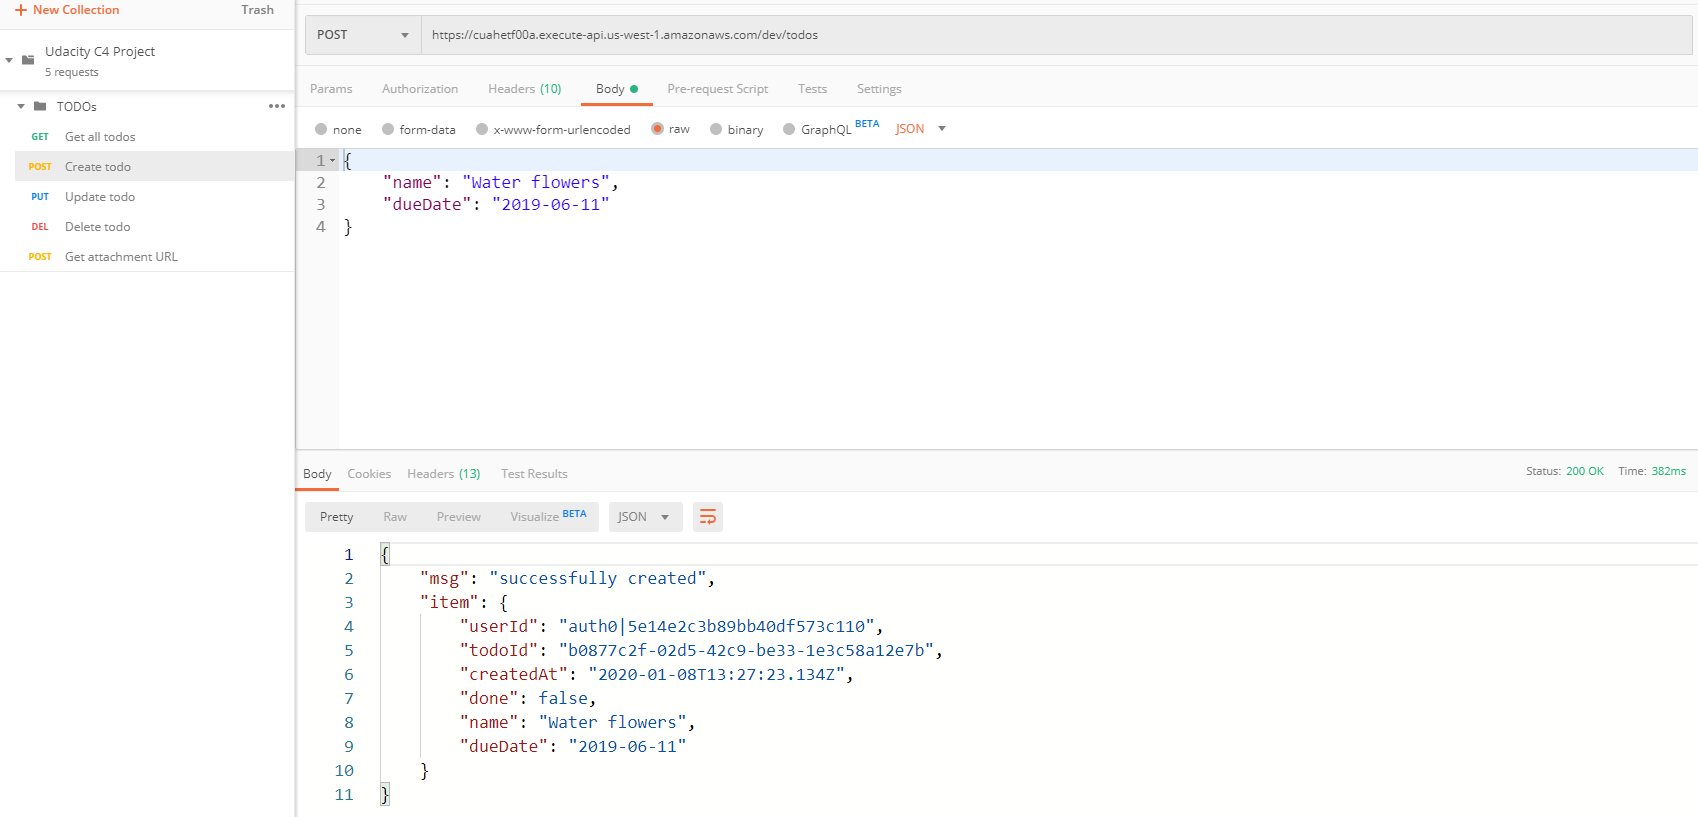 New Collection
Trash
Udacity C4 Project
5 requests
TODOs
GET Get all todos
POST Create todo
PUT Update todo
DEL Delete todo
POST Get attachment URL
POST
https://cuahetf00a.execute-api.us-west-1.amazonaws.com/dev/todos
Params Authorization Headers (10) Body Pre-request Script Tests Settings
none form-data x-www-form-urlencoded raw binary GraphQL BETA JSON
1 {
2 "name": "Water flowers",
3 "dueDate": "2019-06-11"
4 }
Body Cookies Headers (13) Test Results
Status: 200 OK Time: 382ms
Pretty Raw Preview Visualize BETA JSON
1 {
2 "msg": "successfully created",
3 "item": {
4 "userId": "auth0|5e14e2c3b89bb40df573c110",
5 "todoId": "b0877c2f-02d5-42c9-be33-1e3c58a12e7b",
6 "createdAt": "2020-01-08T13:27:23.134Z",
7 "done": false,
8 "name": "Water flowers",
9 "dueDate": "2019-06-11"
10 }
11 }